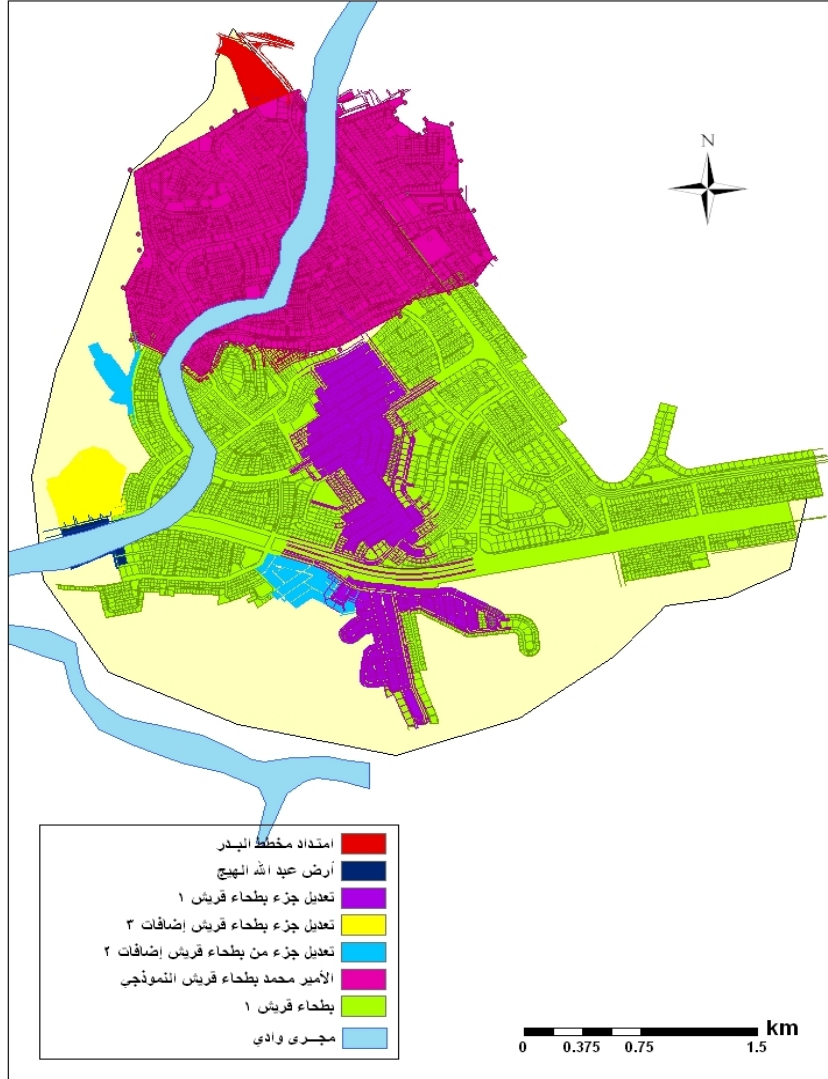 N
امتداد مخطط البدر
أرض عبد الله الهيج
تعديل جزء بطحاء قريش ١
تعديل جزء بطحاء قريش إضافات ٣
تعديل جزء من بطحاء قريش إضافات ٢
الأمير محمد بطحاء قريش النموذجي
بطحاء قريش ١
مجرى وادي
km
0 0.375 0.75 1.5